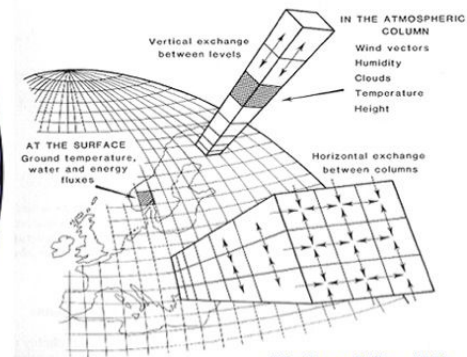 IN THE ATMOSPHERIC
COLUMN
Wind vectors
Humidity
Clouds
Temperature
Height
Vertical exchange
between levels
AT THE SURFACE
Ground temperature,
water and energy
fluxes
Horizontal exchange
between columns